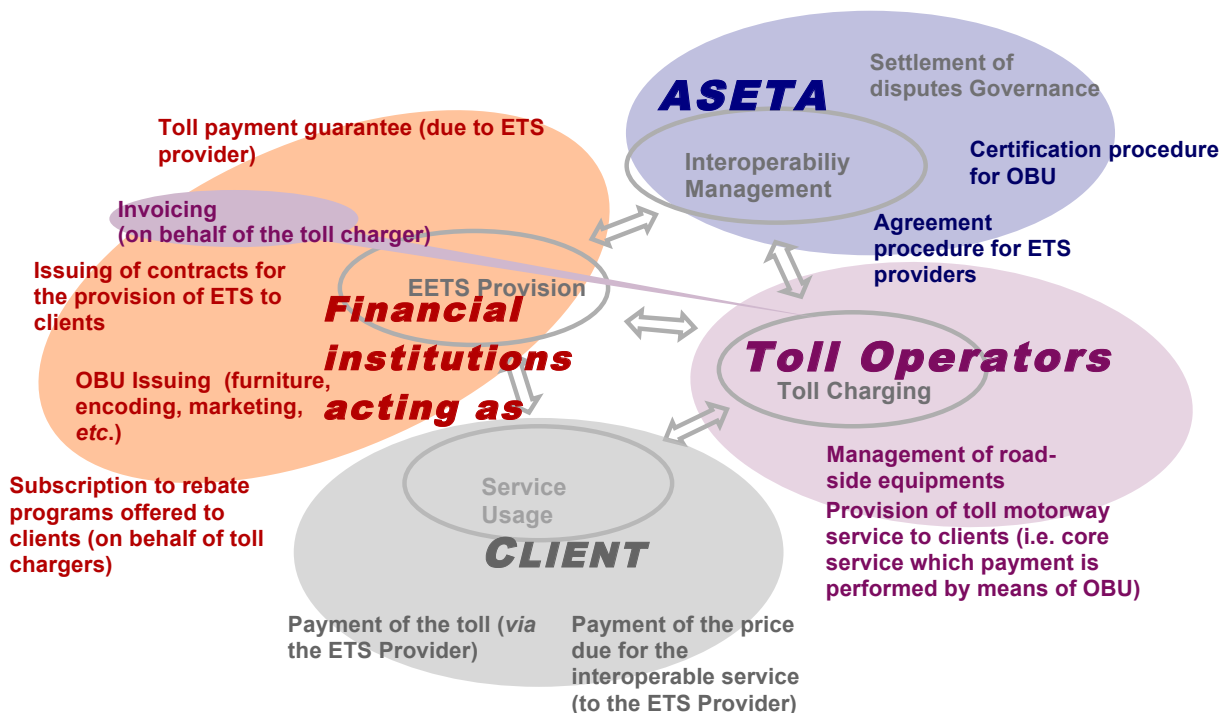 ASETA
Settlement of
disputes Governance
Interoperabiliy
Management
Certification procedure
for OBU
Agreement
procedure for ETS
providers
Toll payment guarantee (due to ETS
provider)
Invoicing
(on behalf of the toll charger)
Issuing of contracts for
the provision of ETS to
clients
EETS Provision
Financial
institutions
acting as
OBU Issuing (furniture,
encoding, marketing,
etc.)
Subscription to rebate
programs offered to
clients (on behalf of toll
chargers)
Toll Operators
Toll Charging
Management of road-
side equipments
Provision of toll motorway
service to clients (i.e. core
service which payment is
performed by means of OBU)
Service
Usage
CLIENT
Payment of the toll (via
the ETS Provider)
Payment of the price
due for the
interoperable service
(to the ETS Provider)